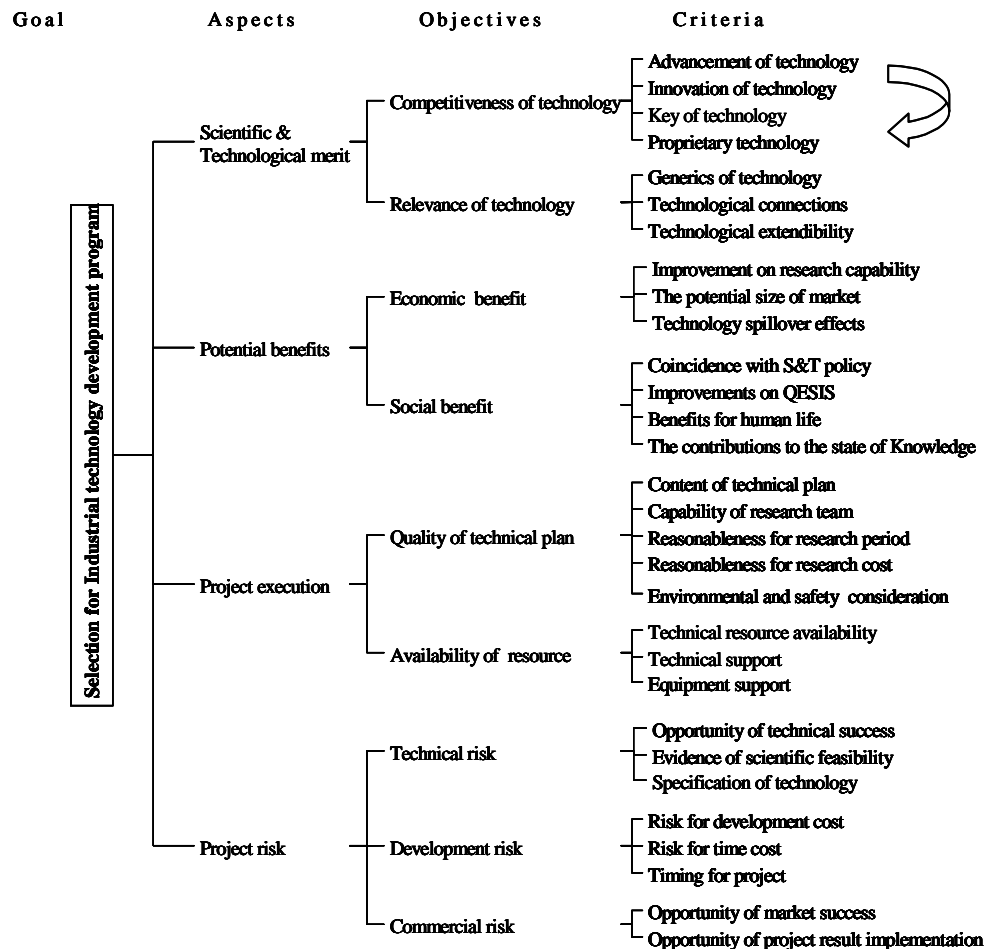 Goal Aspects Objectives Criteria
Selection for Industrial technology development program
Scientific &
Technological merit
Competitiveness of technology
Advancement of technology
Innovation of technology
Key of technology
Proprietary technology
Relevance of technology
Generics of technology
Technological connections
Technological extendibility
Potential benefits
Economic benefit
Improvement on research capability
The potential size of market
Technology spillover effects
Social benefit
Coincidence with S&T policy
Improvements on QESIS
Benefits for human life
The contributions to the state of Knowledge
Project execution
Quality of technical plan
Content of technical plan
Capability of research team
Reasonableness for research period
Reasonableness for research cost
Environmental and safety consideration
Availability of resource
Technical resource availability
Technical support
Equipment support
Project risk
Technical risk
Opportunity of technical success
Evidence of scientific feasibility
Specification of technology
Development risk
Risk for development cost
Risk for time cost
Timing for project
Commercial risk
Opportunity of market success
Opportunity of project result implementation